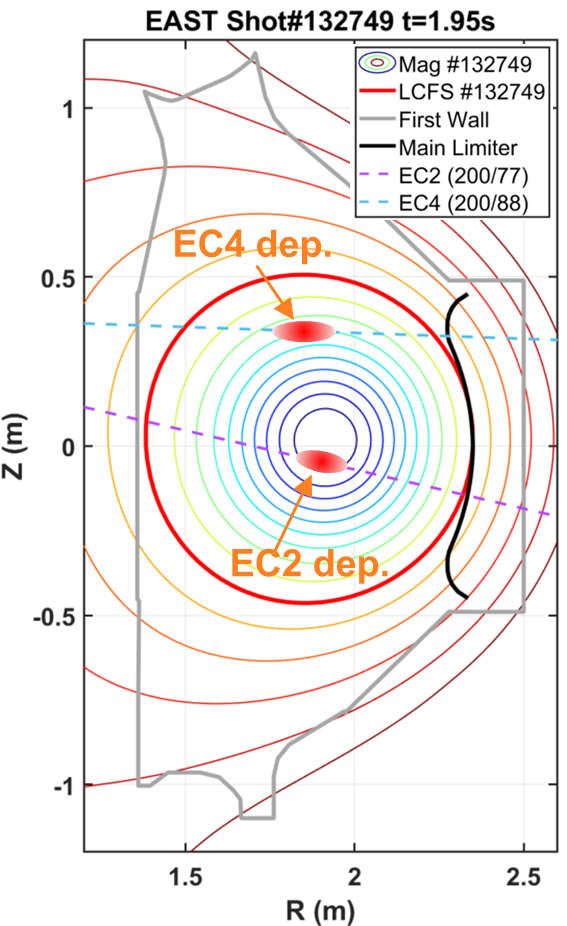 EAST Shot#132749 t=1.95s
Mag #132749
LCFS #132749
First Wall
Main Limiter
EC2 (200/77)
EC4 (200/88)
EC4 dep.
EC2 dep.
1
0.5
0
-0.5
-1
Z (m)
1.5
2
2.5
R (m)